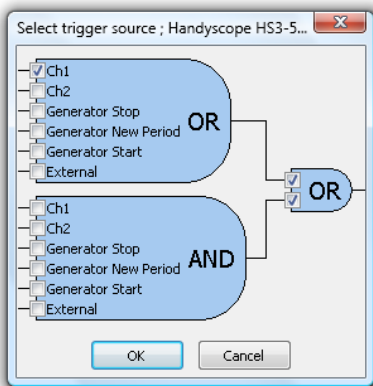 Select trigger source ; Handyscope HS3-5...
Ch1
Ch2
Generator Stop
Generator New Period
Generator Start
External
OR
Ch1
Ch2
Generator Stop
Generator New Period
Generator Start
External
AND
OR
OK
Cancel